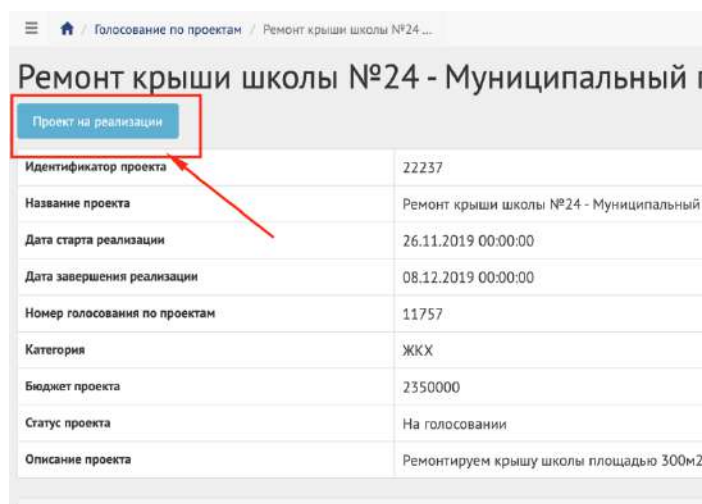 Голосование по проектам / Ремонт крыши школы №24 ...
Ремонт крыши школы №24 - Муниципальный
Проект на реализации
Идентификатор проекта 22237
Название проекта Ремонт крыши школы №24 - Муниципальный
Дата старта реализации 26.11.2019 00:00:00
Дата завершения реализации 08.12.2019 00:00:00
Номер голосования по проектам 11757
Категория ЖКХ
Бюджет проекта 2350000
Статус проекта На голосовании
Описание проекта Ремонтируем крышу школы площадью 300м2